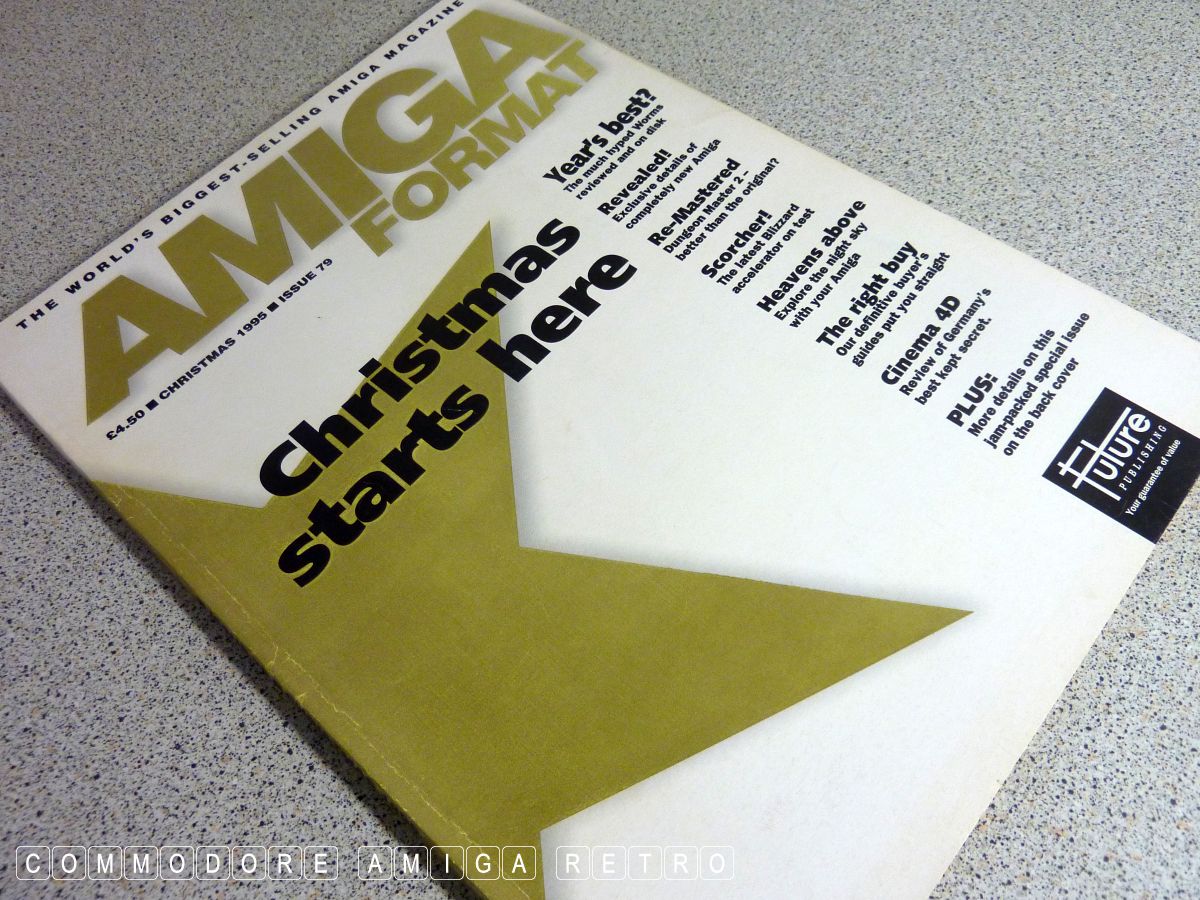 THE WORLD'S BIGGEST-SELLING AMIGA MAGAZINE
AMIGA
FORMAT
£4.50 ■ CHRISTMAS 1995 ■ ISSUE 79
Christmas
starts here
Year's best?
The much hyped Worms
reviewed and on disk
Revealed!
Exclusive details of
completely new Amiga
Re-Mastered
Dungeon Master 2 –
better than the original?
Scorcher!
The latest Blizzard
accelerator on test
Heavens above
Explore the night sky
with your Amiga
The right buy
Our definitive buyer's
guides put you straight
Cinema 4D
Review of Germany's
best kept secret.
PLUS:
More details on this
jam-packed special issue
on the back cover
Future
PUBLISHING
Your guarantee of value
COMMODORE AMIGA RETRO